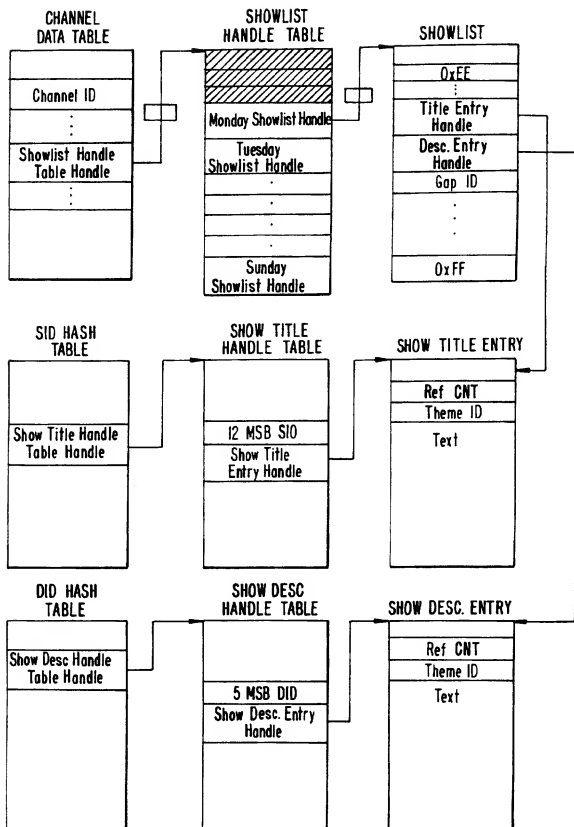 CHANNEL
DATA TABLE
Channel ID
Showlist Handle
Table Handle
SHOWLIST
HANDLE TABLE
Monday Showlist Handle
Tuesday
Showlist Handle
Sunday
Showlist Handle
SHOWLIST
0xEE
Title Entry
Handle
Desc. Entry
Handle
Gap ID
0xFF
SID HASH
TABLE
Show Title Handle
Table Handle
SHOW TITLE
HANDLE TABLE
12 MSB SIO
Show Title
Entry Handle
SHOW TITLE ENTRY
Ref CNT
Theme ID
Text
DID HASH
TABLE
Show Desc Handle
Table Handle
SHOW DESC
HANDLE TABLE
5 MSB DID
Show Desc. Entry
Handle
SHOW DESC. ENTRY
Ref CNT
Theme ID
Text